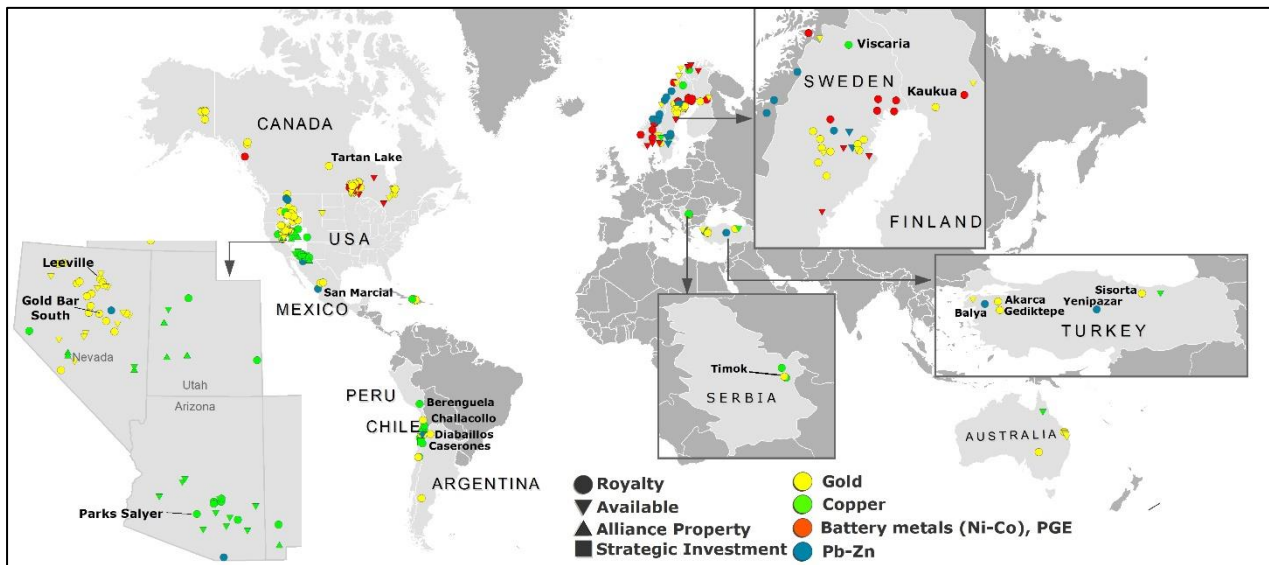 CANADA
Tartan Lake
USA
MEXICO
San Marcial
Leeville
Gold Bar
South
Nevada
Utah
Arizona
Parks Salyer
PERU
Berenguela
Challacollo
CHILE
Diabaillos
Caserones
ARGENTINA
Viscaria
SWEDEN
Kaukua
FINLAND
Timok
SERBIA
Sisorta
Akarca
Yenipazar
Balya
Gediktepe
TURKEY
AUSTRALIA
Royalty
Available
Alliance Property
Strategic Investment
Gold
Copper
Battery metals (Ni-Co), PGE
Pb-Zn